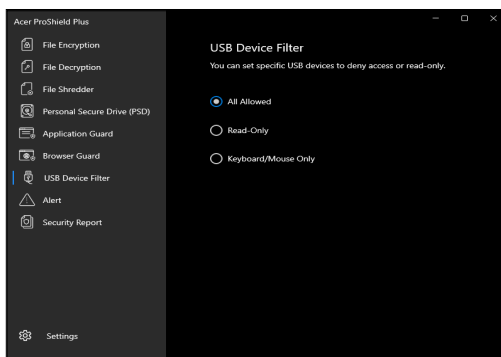 Acer ProShield Plus
File Encryption
File Decryption
File Shredder
Personal Secure Drive (PSD)
Application Guard
Browser Guard
USB Device Filter
Alert
Security Report
Settings
USB Device Filter
You can set specific USB devices to deny access or read-only.
All Allowed
Read-Only
Keyboard/Mouse Only